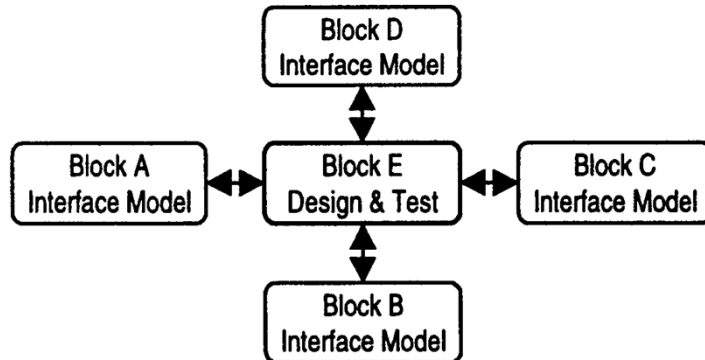 Block D
Interface Model
Block A
Interface Model
Block E
Design & Test
Block C
Interface Model
Block B
Interface Model